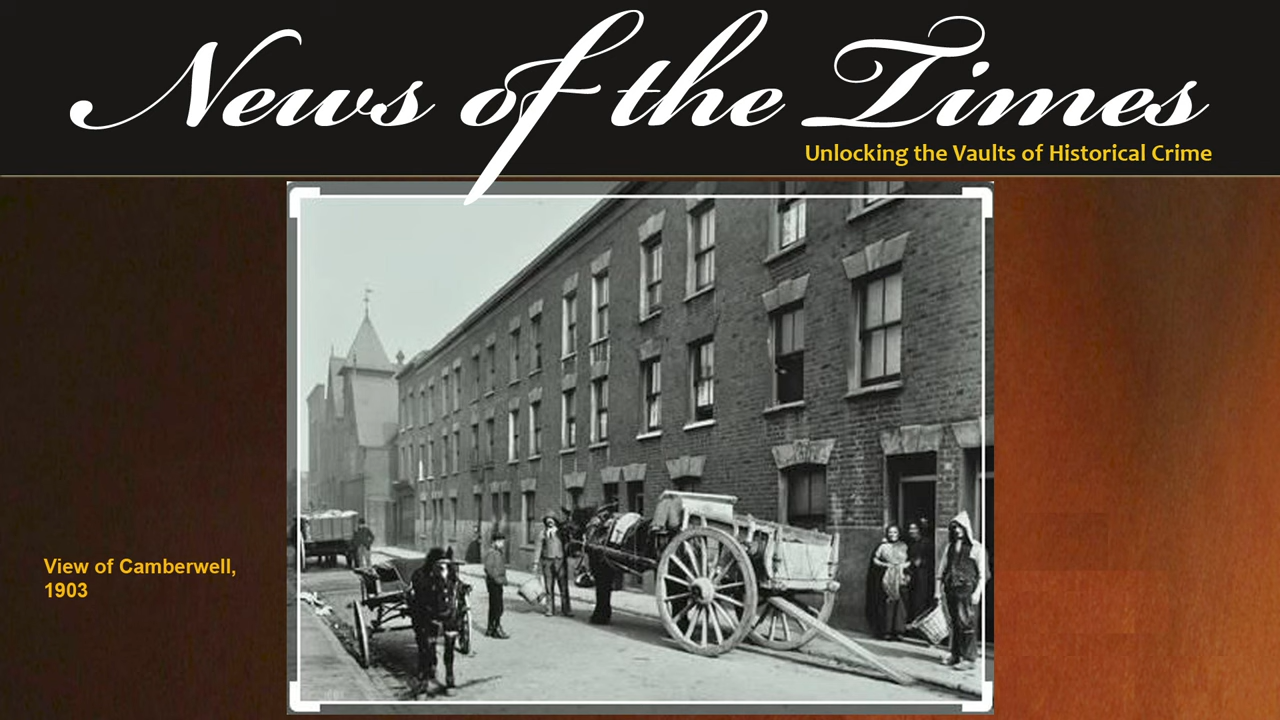 News of the Times
Unlocking the Vaults of Historical Crime
View of Camberwell,
1903